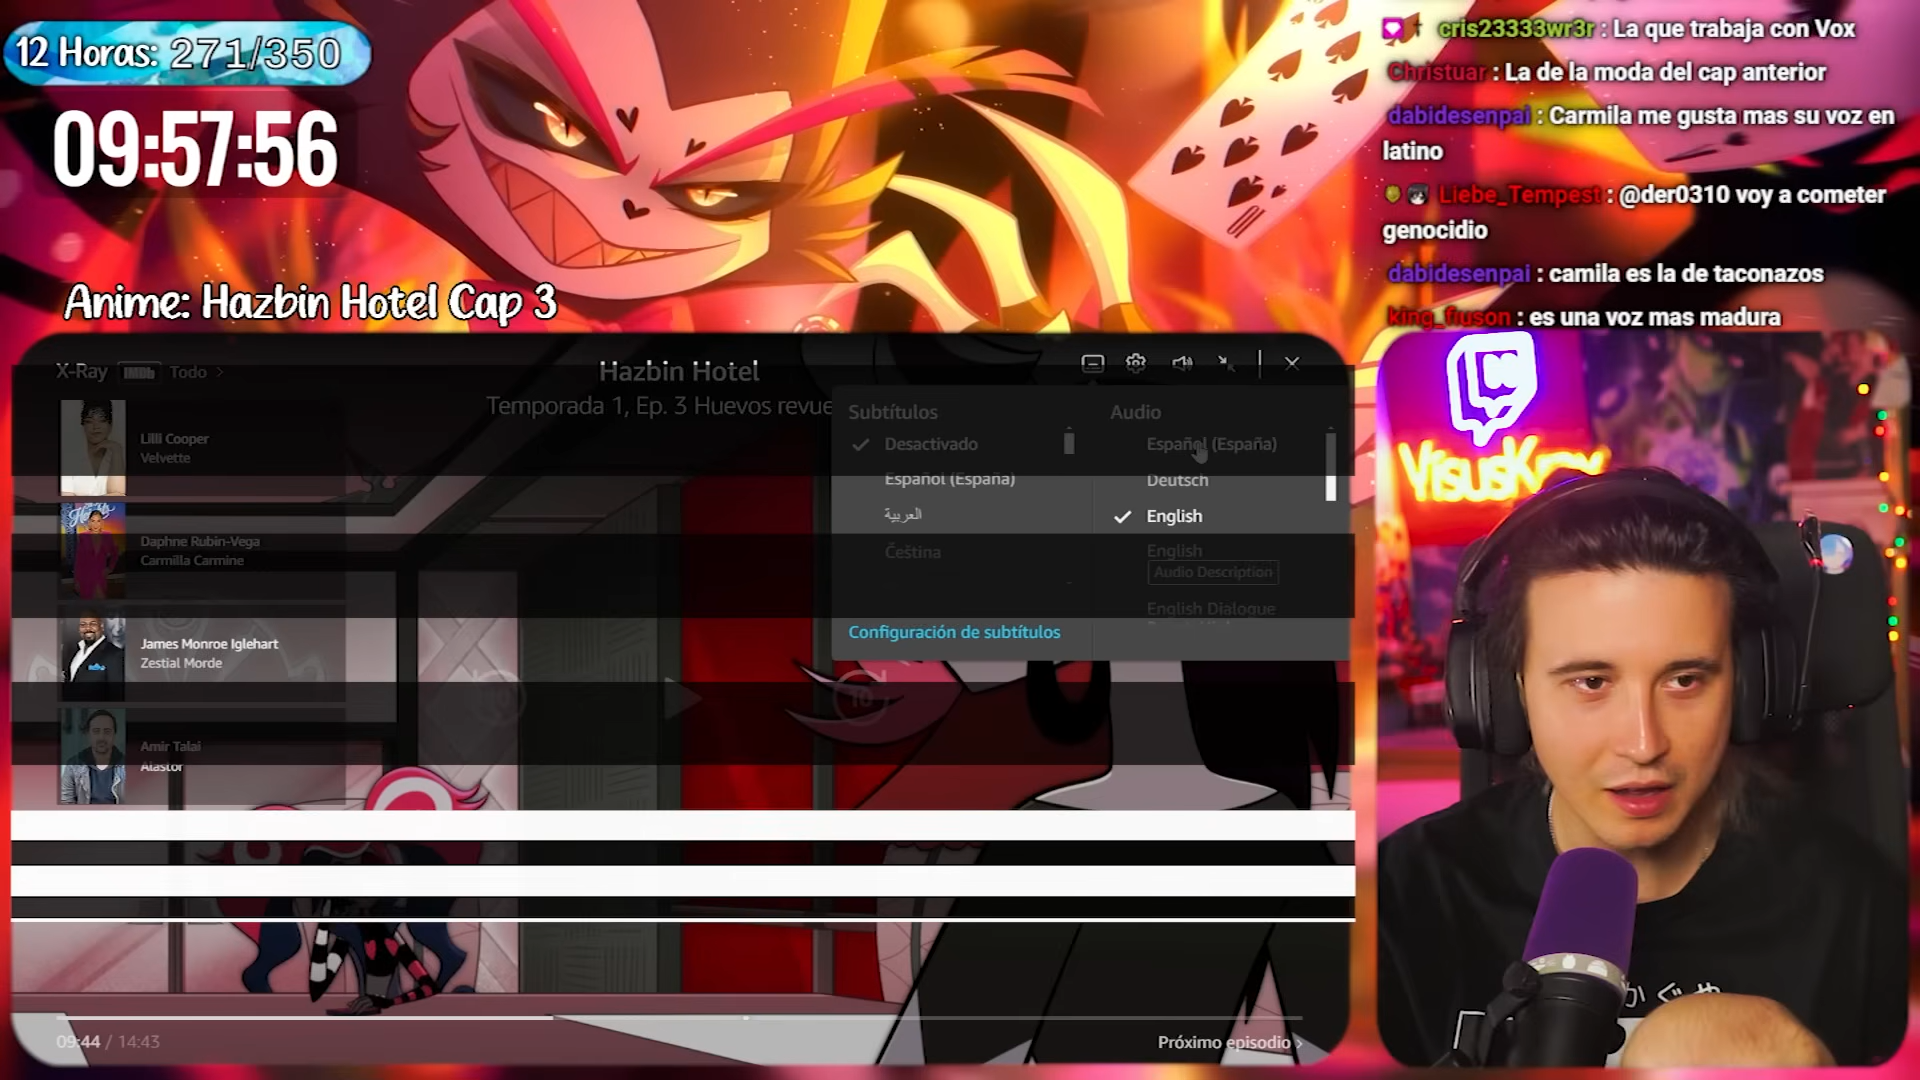 12 Horas: 271/350
09:57:56
Anime: Hazbin Hotel Cap 3
cris23333wr3r : La que trabaja con Vox
Christuar : La de la moda del cap anterior
dabidesenpai : Carmila me gusta mas su voz en
latino
Liebe_Tempest : @der0310 voy a cometer
genocidio
dabidesenpai : camila es la de taconazos
king_fiuson : es una voz mas madura
X-Ray IMDb Todo >
Hazbin Hotel
Temporada 1, Ep. 3 Huevos revue
Lilli Cooper
Velvette
Daphne Rubin-Vega
Carmilla Carmine
James Monroe Iglehart
Zestial Morde
Amir Talai
Alastor
Subtítulos
Desactivado
Español (España)
العربية
Čeština
Configuración de subtítulos
Audio
Español (España)
Deutsch
English
English
Audio Description
English Dialogue
10
10
09:44 / 14:43
Próximo episodio >